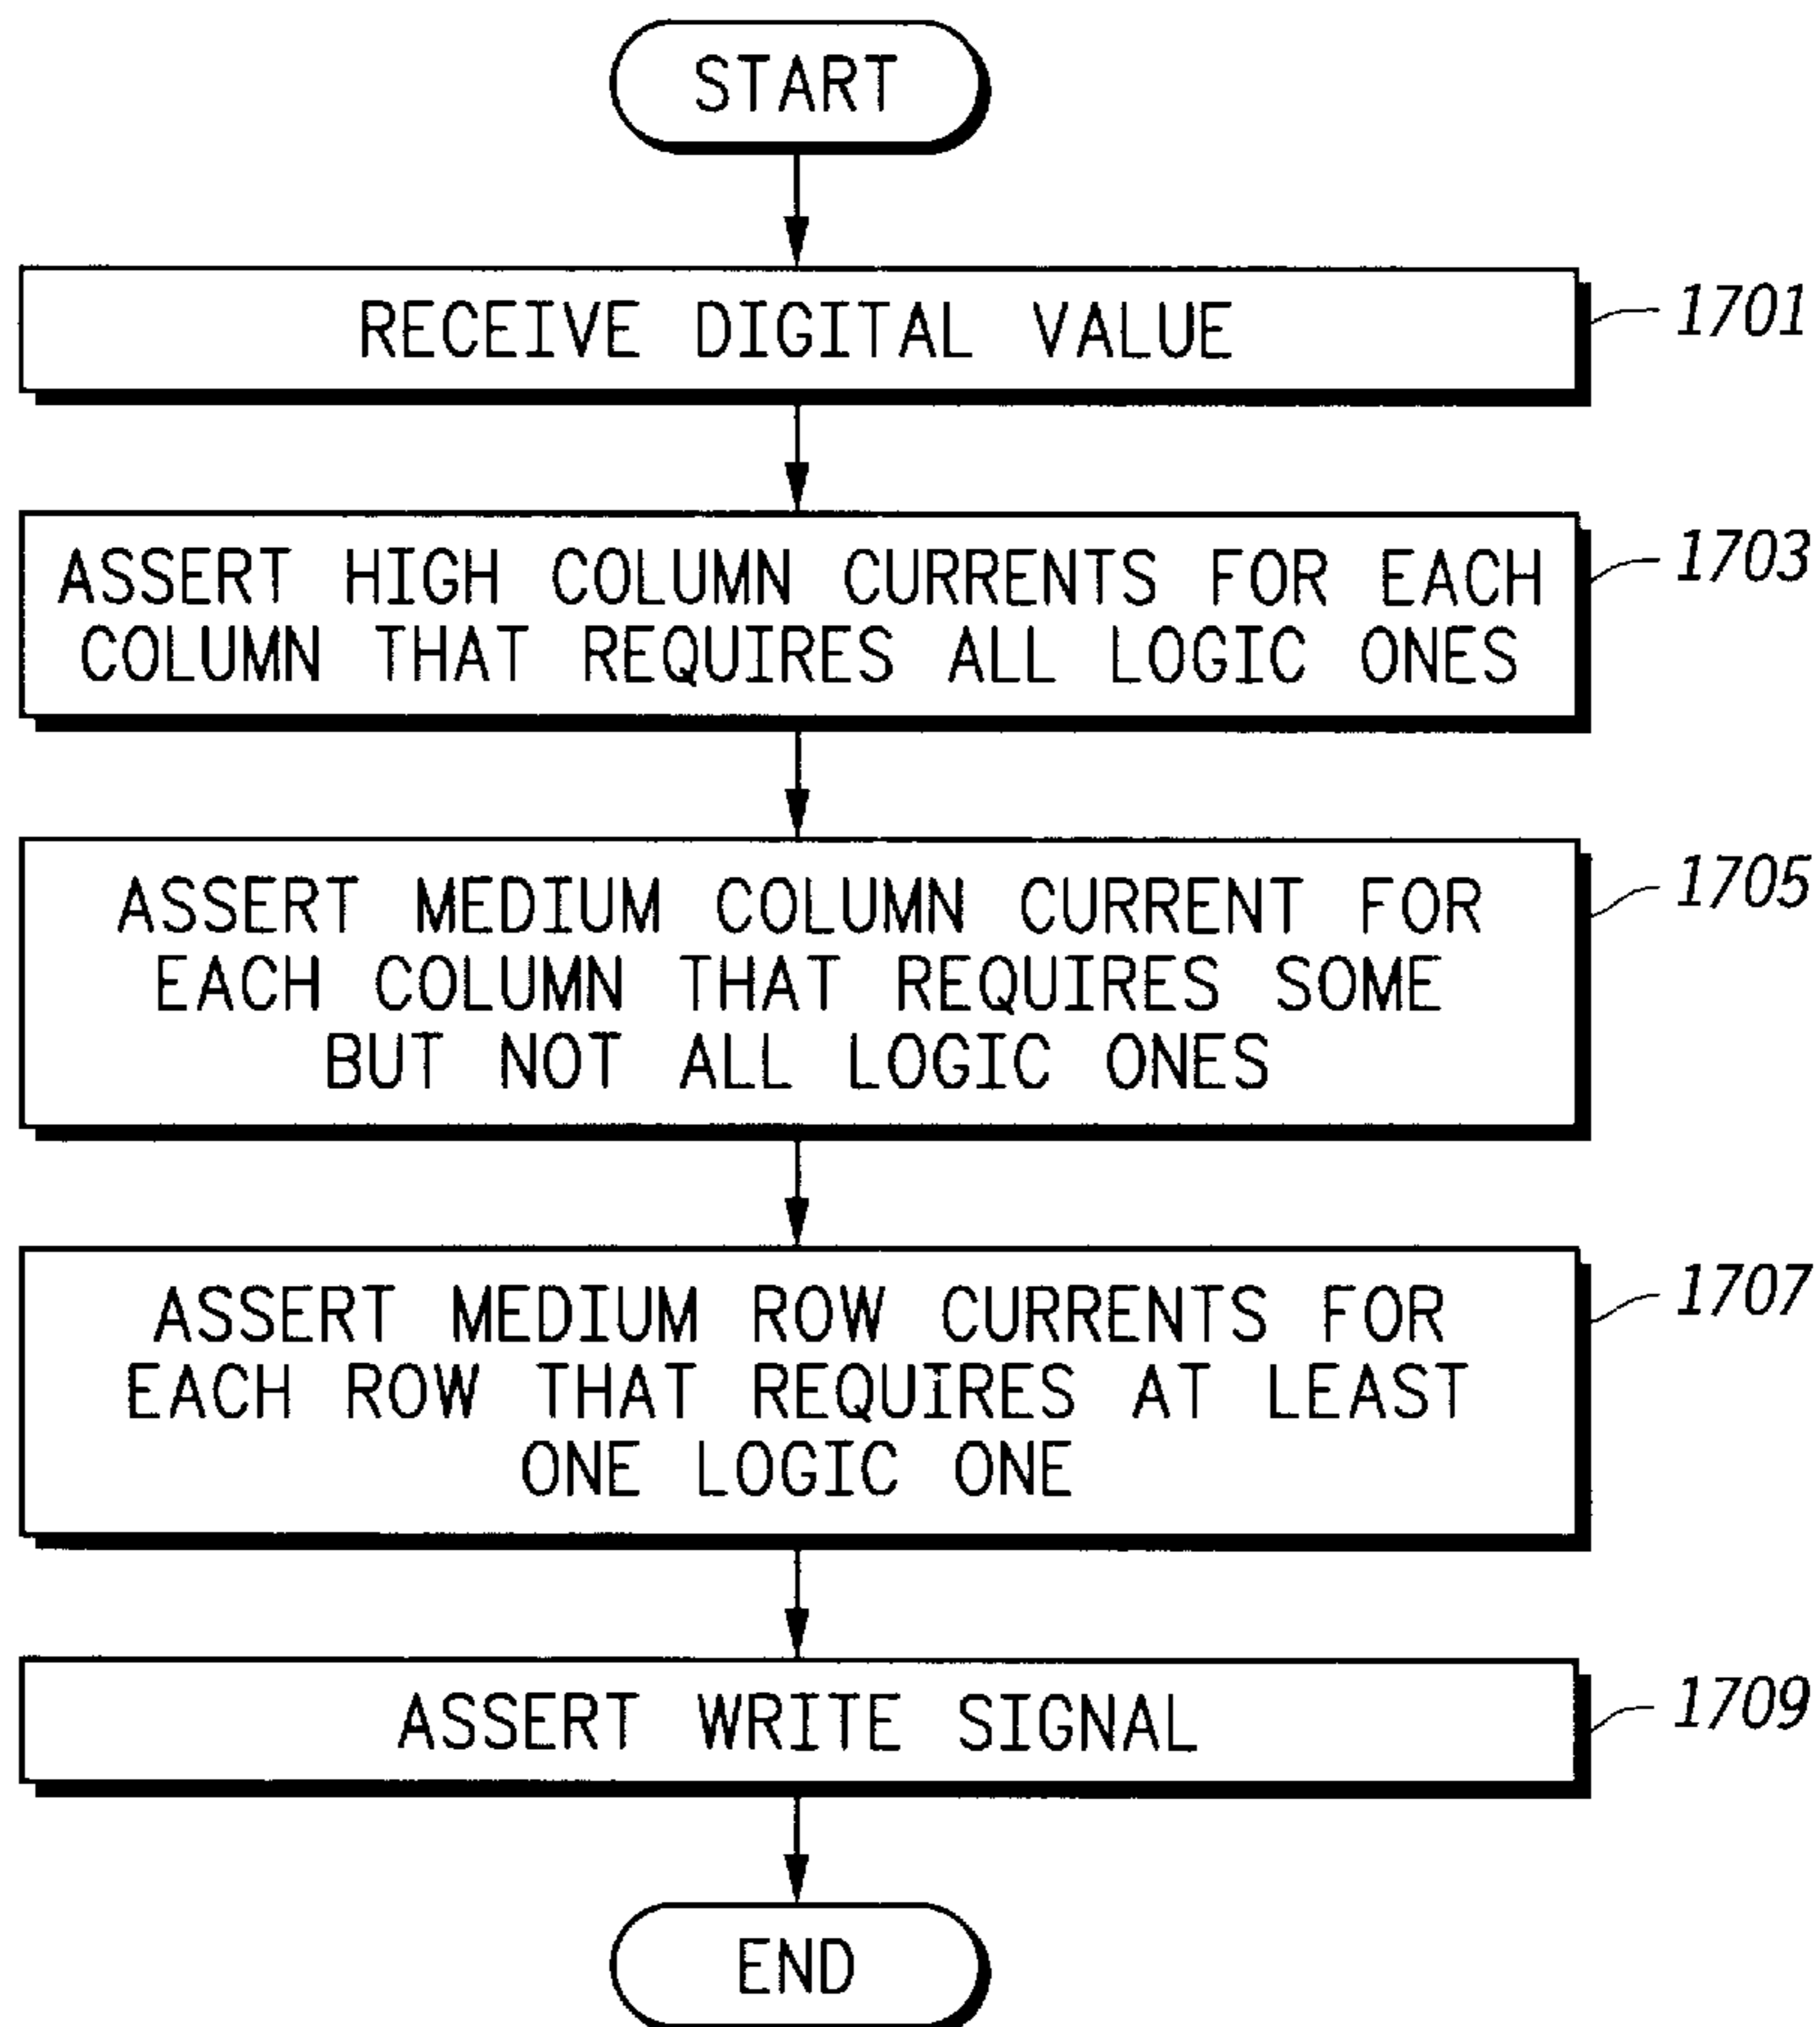 START
RECEIVE DIGITAL VALUE
1701
ASSERT HIGH COLUMN CURRENTS FOR EACH
COLUMN THAT REQUIRES ALL LOGIC ONES
1703
ASSERT MEDIUM COLUMN CURRENT FOR
EACH COLUMN THAT REQUIRES SOME
BUT NOT ALL LOGIC ONES
1705
ASSERT MEDIUM ROW CURRENTS FOR
EACH ROW THAT REQUIRES AT LEAST
ONE LOGIC ONE
1707
ASSERT WRITE SIGNAL
1709
END